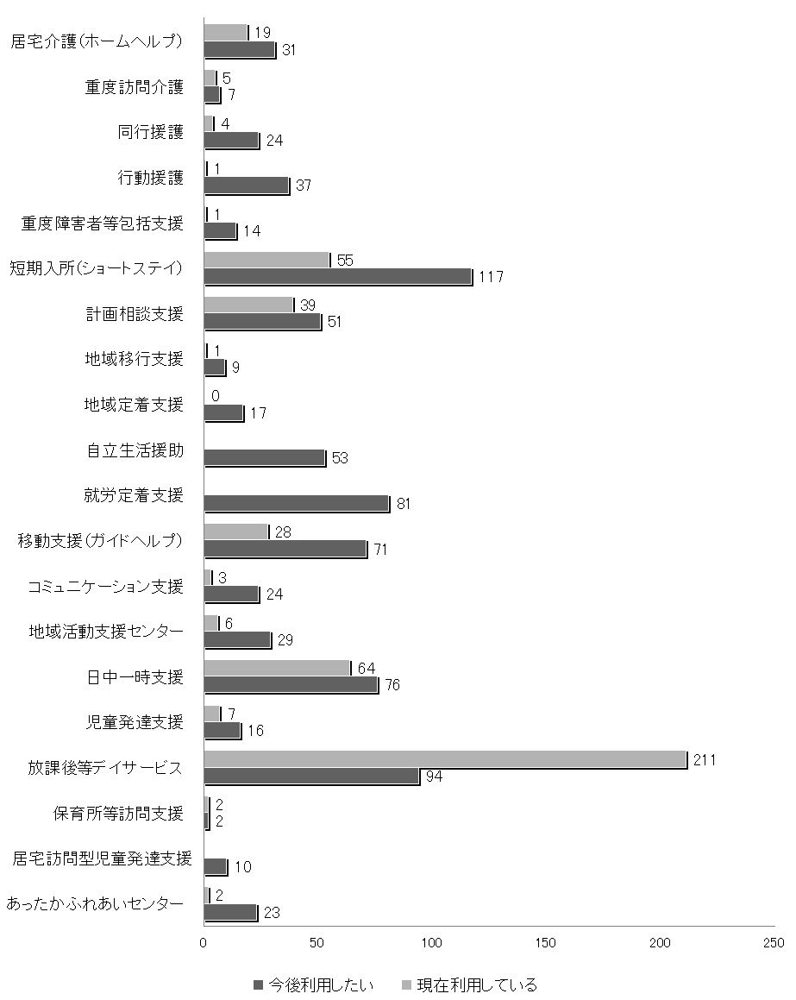 居宅介護(ホームヘルプ)
19
31
重度訪問介護
5
7
同行援護
4
24
行動援護
1
37
重度障害者等包括支援
1
14
短期入所(ショートステイ)
55
117
計画相談支援
39
51
地域移行支援
1
9
地域定着支援
0
17
自立生活援助
53
就労定着支援
81
移動支援(ガイドヘルプ)
28
71
コミュニケーション支援
3
24
地域活動支援センター
6
29
日中一時支援
64
76
児童発達支援
7
16
放課後等デイサービス
211
94
保育所等訪問支援
2
2
居宅訪問型児童発達支援
10
あったかふれあいセンター
2
23
0 50 100 150 200 250
今後利用したい 現在利用している